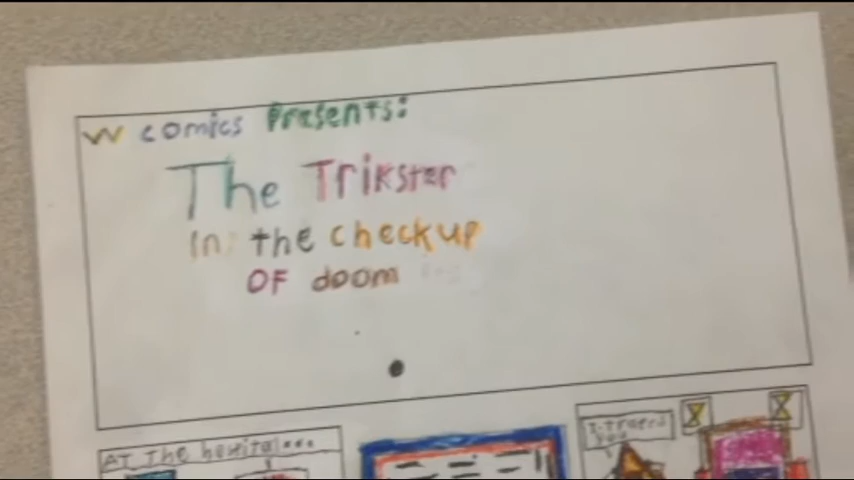 W comics Presents:
The Trikster
In the checkup
OF doom
AT The hospital...